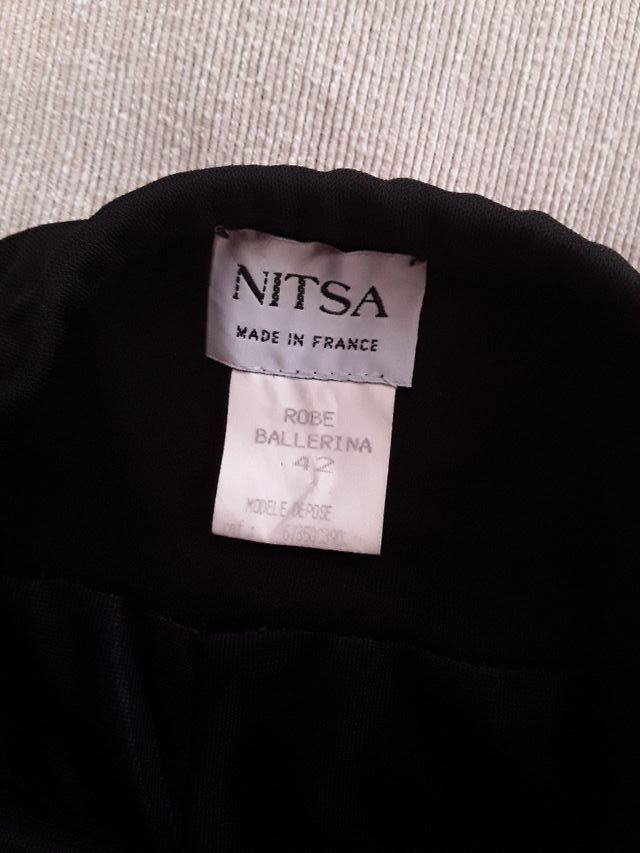 NITSA
MADE IN FRANCE
ROBE
BALLERINA
42
MODELE DEPOSE